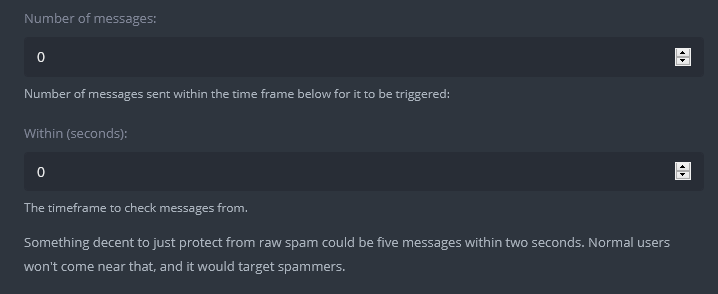 Number of messages:
0
Number of messages sent within the time frame below for it to be triggered:
Within (seconds):
0
The timeframe to check messages from.
Something decent to just protect from raw spam could be five messages within two seconds. Normal users
won't come near that, and it would target spammers.